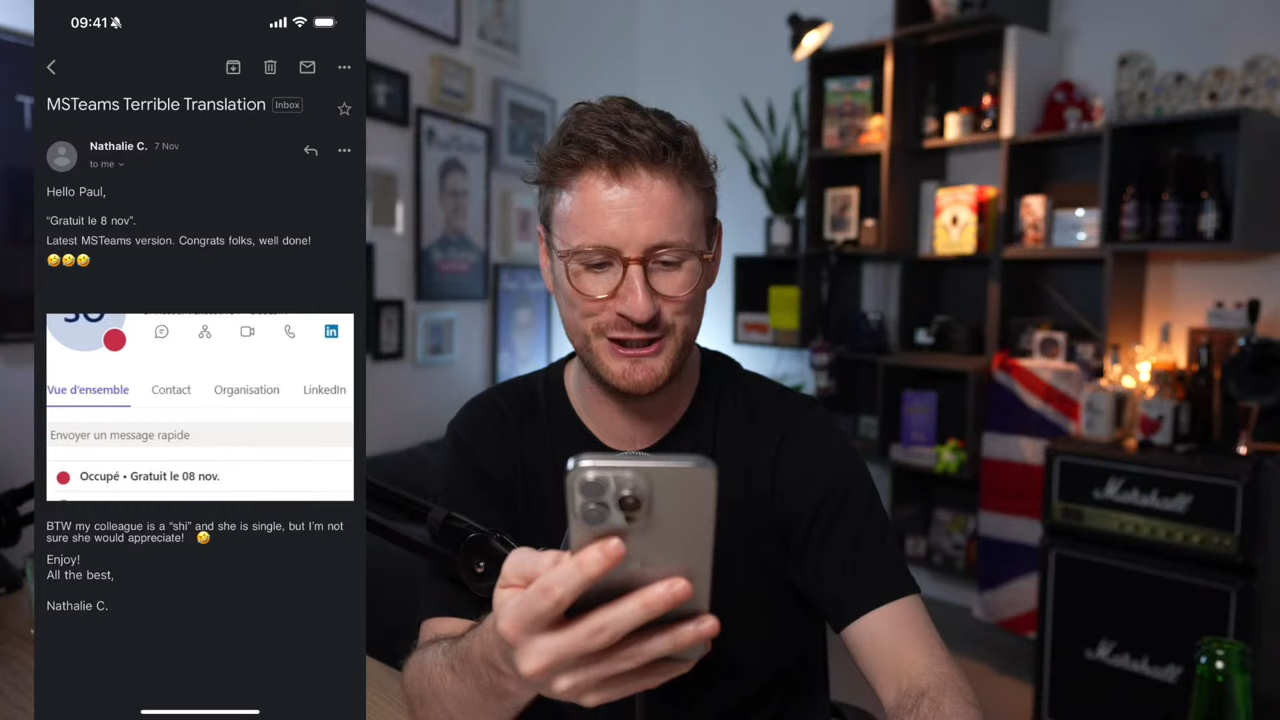 09:41
MSTeams Terrible Translation Inbox
Nathalie C. 7 Nov
to me
Hello Paul,
“Gratuit le 8 nov”.
Latest MSTeams version. Congrats folks, well done!
🤣🤣🤣
in
Vue d'ensemble Contact Organisation LinkedIn
Envoyer un message rapide
Occupé • Gratuit le 08 nov.
BTW my colleague is a “shi” and she is single, but I’m not
sure she would appreciate! 🤣
Enjoy!
All the best,
Nathalie C.
Marshall
Marshall